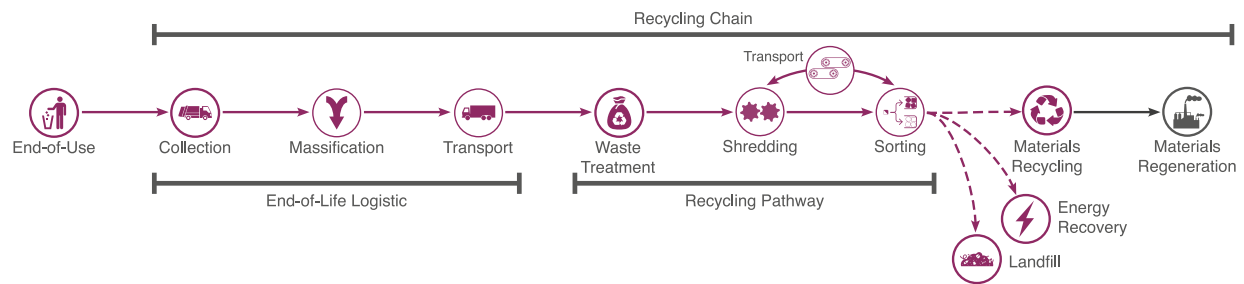 Recycling Chain
Transport
End-of-Use
Collection
Massification
Transport
Waste
Treatment
Shredding
Sorting
Materials
Recycling
Materials
Regeneration
End-of-Life Logistic
Recycling Pathway
Energy
Recovery
Landfill